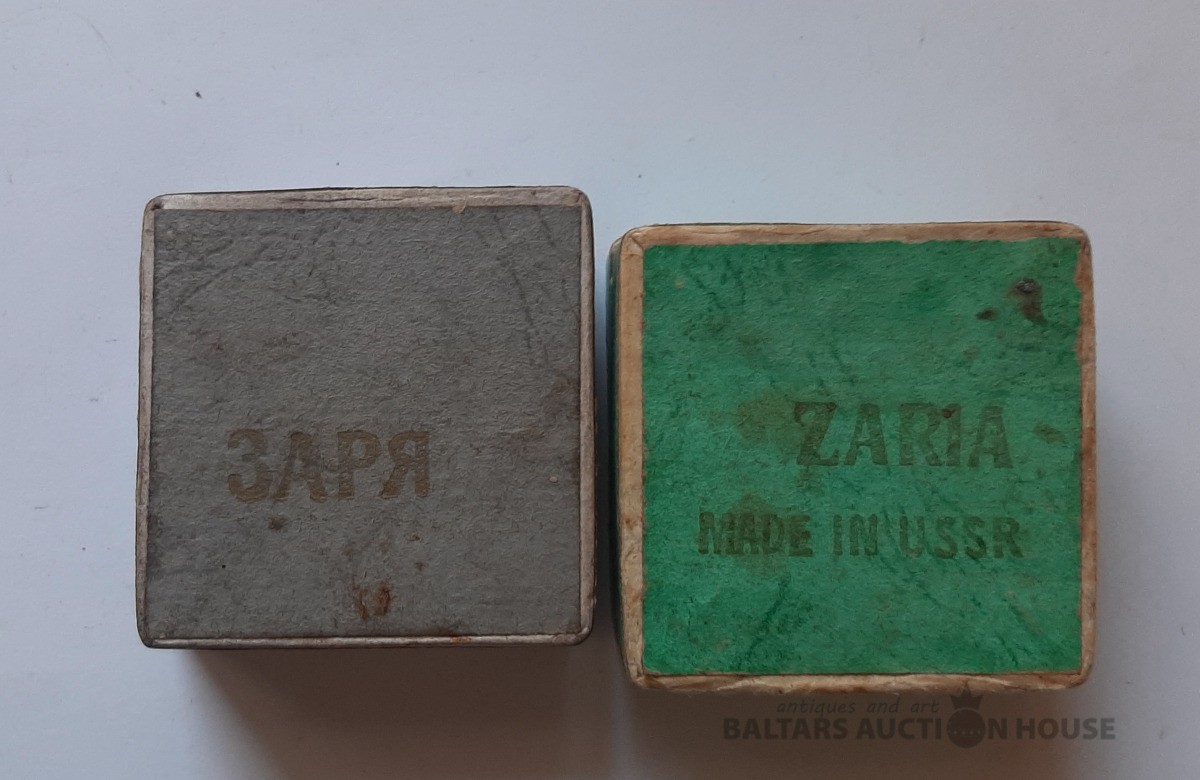 ЗАРЯ
ZARIA
MADE IN USSR
antiques and art
BALTARS AUCTION HOUSE